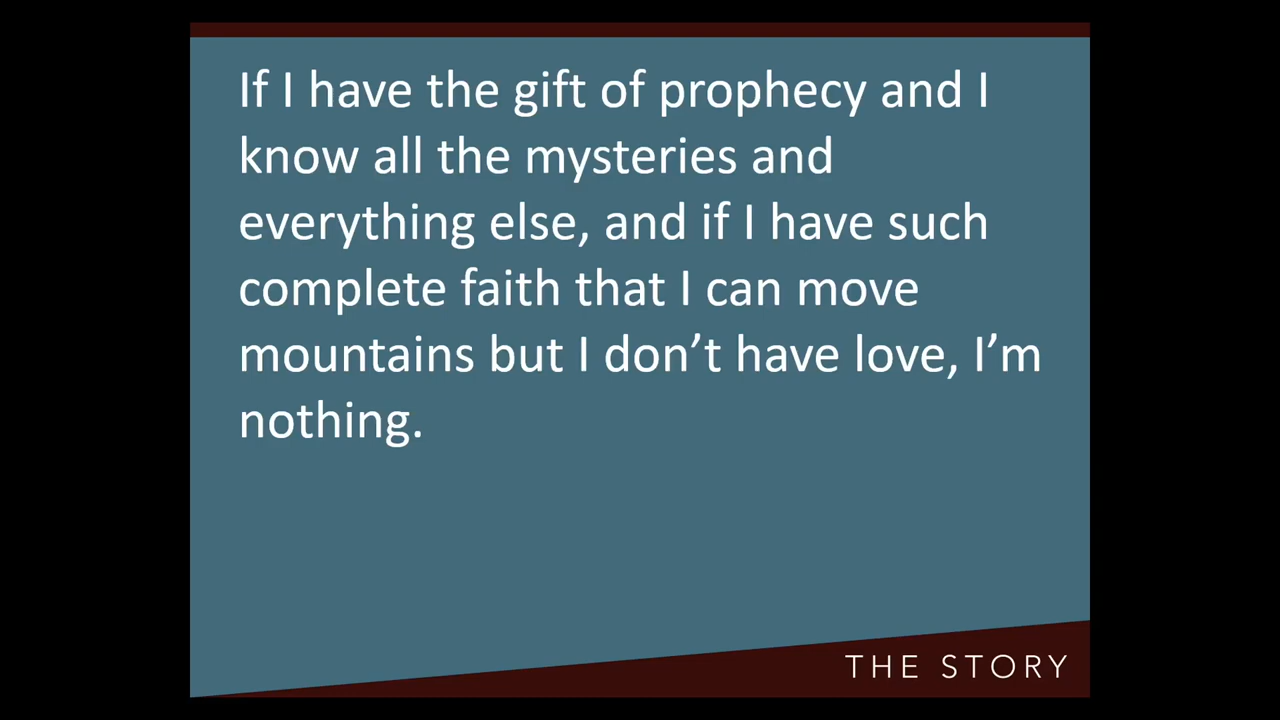 If I have the gift of prophecy and I
know all the mysteries and
everything else, and if I have such
complete faith that I can move
mountains but I don’t have love, I’m
nothing.
THE STORY